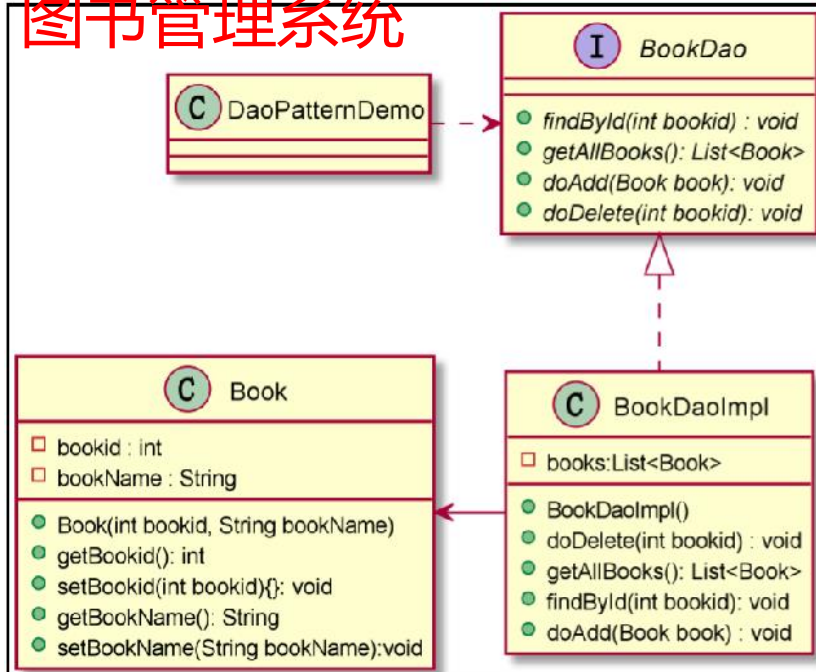 图书管理系统
I BookDao
findById(int bookid) : void
getAllBooks(): List<Book>
doAdd(Book book): void
doDelete(int bookid): void
C DaoPatternDemo
C Book
bookid : int
bookName : String
Book(int bookid, String bookName)
getBookid(): int
setBookid(int bookid){}: void
getBookName(): String
setBookName(String bookName):void
C BookDaoImpl
books:List<Book>
BookDaoImpl()
doDelete(int bookid) : void
getAllBooks(): List<Book>
findById(int bookid): void
doAdd(Book book) : void